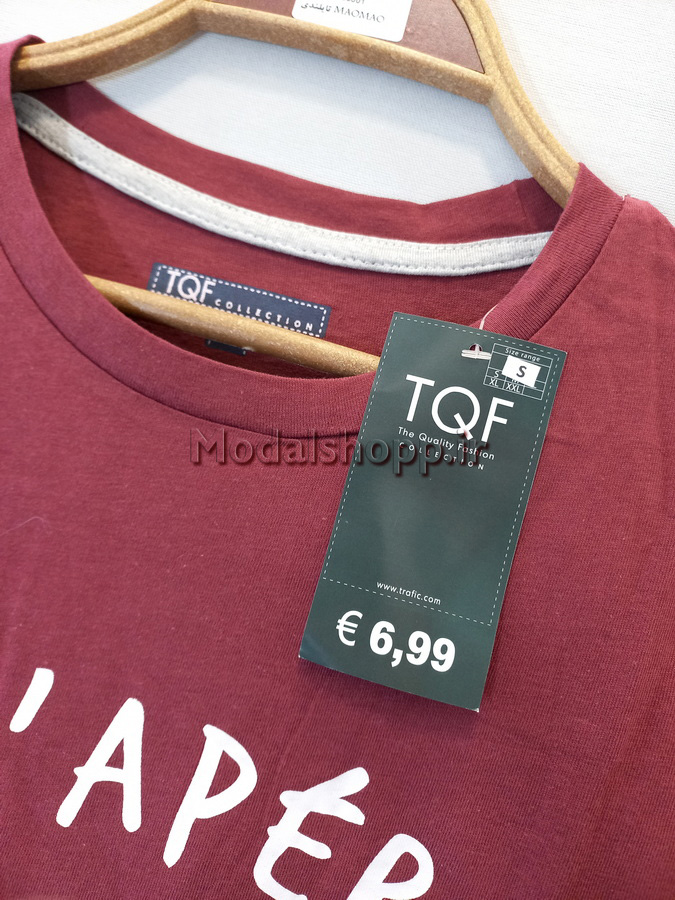 تایلندی MAOMAO
TQF
COLLECTION
Size range
S
S
XL XXL
TQF
The Quality Fashion
COLLECTION
Modalshopp.ir
www.trafic.com
€ 6,99
'APÉR